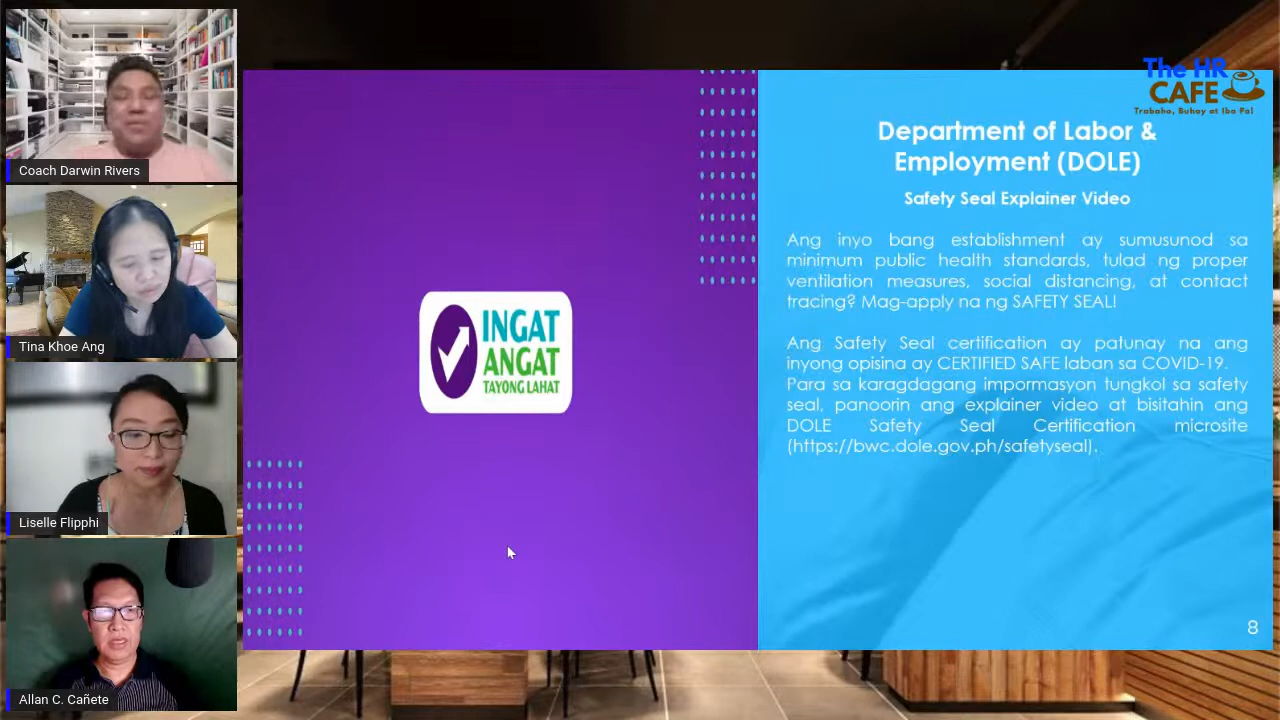 Coach Darwin Rivers
Tina Khoe Ang
Liselle Flipphi
Allan C. Cañete
INGAT
ANGAT
TAYONG LAHAT
The HR
CAFE
Trabaho, Buhay at Iba Pa!
Department of Labor &
Employment (DOLE)
Safety Seal Explainer Video
Ang inyo bang establishment ay sumusunod sa
minimum public health standards, tulad ng proper
ventilation measures, social distancing, at contact
tracing? Mag-apply na ng SAFETY SEAL!
Ang Safety Seal certification ay patunay na ang
inyong opisina ay CERTIFIED SAFE laban sa COVID-19.
Para sa karagdagang impormasyon tungkol sa safety
seal, panoorin ang explainer video at bisitahin ang
DOLE Safety Seal Certification microsite
(https://bwc.dole.gov.ph/safetyseal).
8